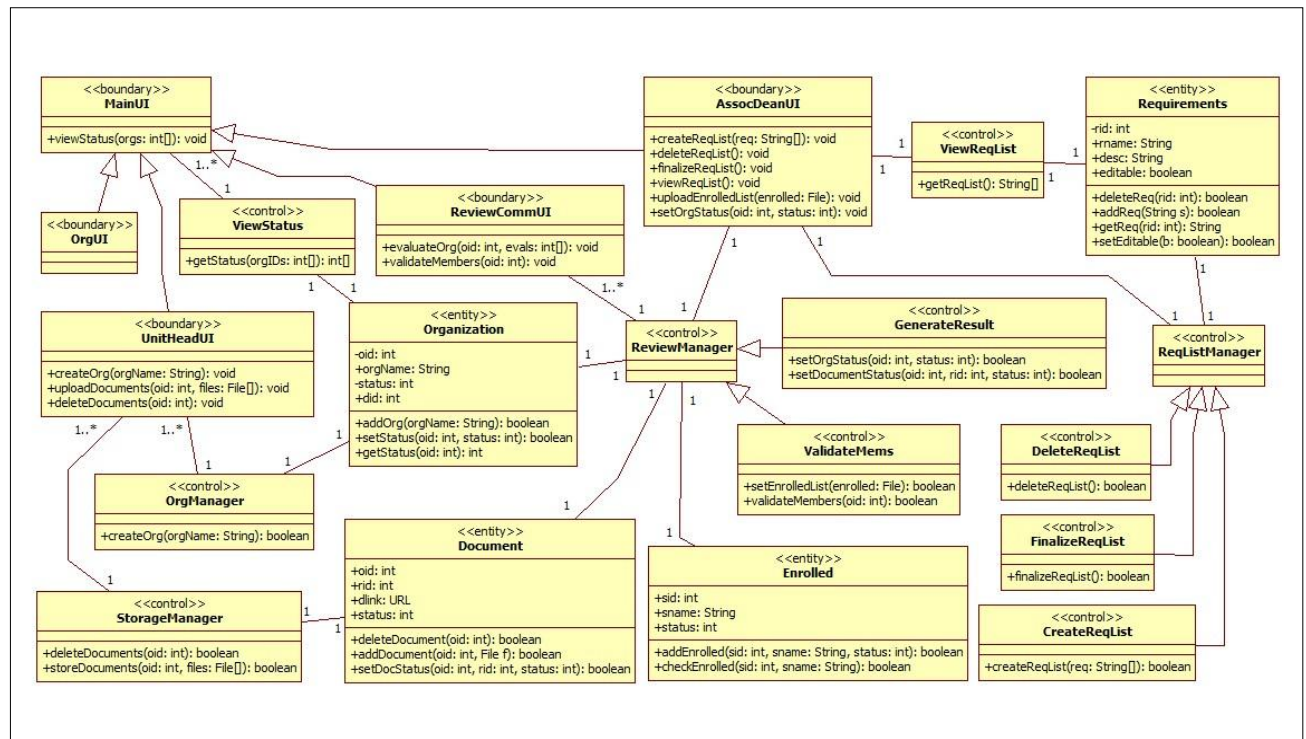 <<boundary>>
MainUI
+viewStatus(orgs: int[]): void
<<boundary>>
AssocDeanUI
+createReqList(req: String[]): void
+deleteReqList(): void
+finalizeReqList(): void
+viewReqList(): void
+uploadEnrolledList(enrolled: File): void
+setOrgStatus(oid: int, status: int): void
<<control>>
ViewReqList
+getReqList(): String[]
<<entity>>
Requirements
-rid: int
+rname: String
+desc: String
+editable: boolean
+deleteReq(rid: int): boolean
+addReq(String s): boolean
+getReq(rid: int): String
+setEditable(b: boolean): boolean
1
1
1
1
1..*
1
<<boundary>>
OrgUI
<<control>>
ViewStatus
+getStatus(orgIDs: int[]): int[]
<<boundary>>
ReviewCommUI
+evaluateOrg(oid: int, evals: int[]): void
+validateMembers(oid: int): void
1
1
1
1
1
1..*
1
1
1
1
<<boundary>>
UnitHeadUI
+createOrg(orgName: String): void
+uploadDocuments(oid: int, files: File[]): void
+deleteDocuments(oid: int): void
<<entity>>
Organization
-oid: int
+orgName: String
-status: int
+did: int
+addOrg(orgName: String): boolean
+setStatus(oid: int, status: int): boolean
+getStatus(oid: int): int
<<control>>
ReviewManager
<<control>>
GenerateResult
+setOrgStatus(oid: int, status: int): boolean
+setDocumentStatus(oid: int, rid: int, status: int): boolean
<<control>>
ReqListManager
1
1
1
1
1..*
1..*
1
1
<<control>>
OrgManager
+createOrg(orgName: String): boolean
<<control>>
ValidateMems
+setEnrolledList(enrolled: File): boolean
+validateMembers(oid: int): boolean
<<control>>
DeleteReqList
+deleteReqList(): boolean
1
1
<<entity>>
Document
+oid: int
+rid: int
+dlink: URL
+status: int
+deleteDocument(oid: int): boolean
+addDocument(oid: int, File f): boolean
+setDocStatus(oid: int, rid: int, status: int): boolean
<<entity>>
Enrolled
+sid: int
+sname: String
+status: int
+addEnrolled(sid: int, sname: String, status: int): boolean
+checkEnrolled(sid: int, sname: String): boolean
<<control>>
FinalizeReqList
+finalizeReqList(): boolean
1
1
1
<<control>>
StorageManager
+deleteDocuments(oid: int): boolean
+storeDocuments(oid: int, files: File[]): boolean
<<control>>
CreateReqList
+createReqList(req: String[]): boolean